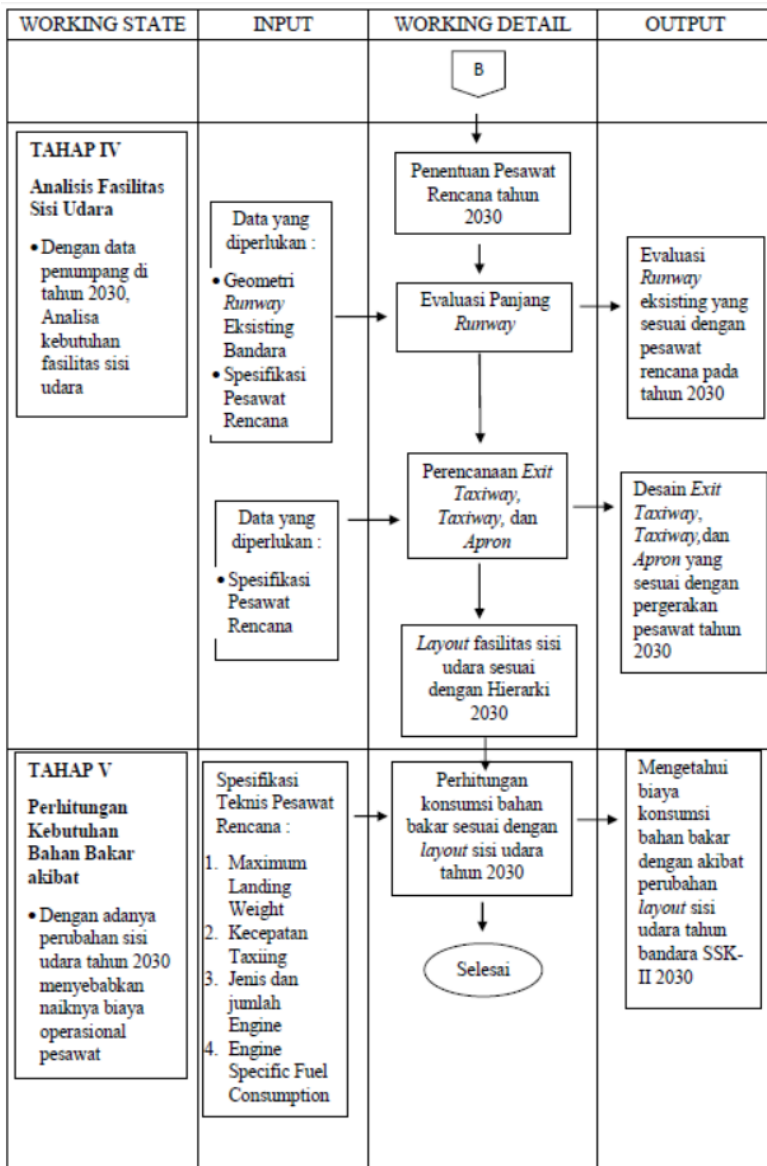 WORKING STATE
INPUT
WORKING DETAIL
OUTPUT
B
TAHAP IV
Analisis Fasilitas
Sisi Udara
• Dengan data
penumpang di
tahun 2030,
Analisa
kebutuhan
fasilitas sisi
udara
Data yang
diperlukan :
• Geometri
Runway
Eksisting
Bandara
• Spesifikasi
Pesawat
Rencana
Penentuan Pesawat
Rencana tahun
2030
Evaluasi Panjang
Runway
Evaluasi
Runway
eksisting yang
sesuai dengan
pesawat
rencana pada
tahun 2030
Data yang
diperlukan :
• Spesifikasi
Pesawat
Rencana
Perencanaan Exit
Taxiway,
Taxiway, dan
Apron
Desain Exit
Taxiway,
Taxiway,dan
Apron yang
sesuai dengan
pergerakan
pesawat tahun
2030
Layout fasilitas sisi
udara sesuai
dengan Hierarki
2030
TAHAP V
Perhitungan
Kebutuhan
Bahan Bakar
akibat
• Dengan adanya
perubahan sisi
udara tahun 2030
menyebabkan
naiknya biaya
operasional
pesawat
Spesifikasi
Teknis Pesawat
Rencana :
1. Maximum
Landing
Weight
2. Kecepatan
Taxiing
3. Jenis dan
jumlah
Engine
4. Engine
Specific Fuel
Consumption
Perhitungan
konsumsi bahan
bakar sesuai dengan
layout sisi udara
tahun 2030
Selesai
Mengetahui
biaya
konsumsi
bahan bakar
dengan akibat
perubahan
layout sisi
udara tahun
bandara SSK-
II 2030